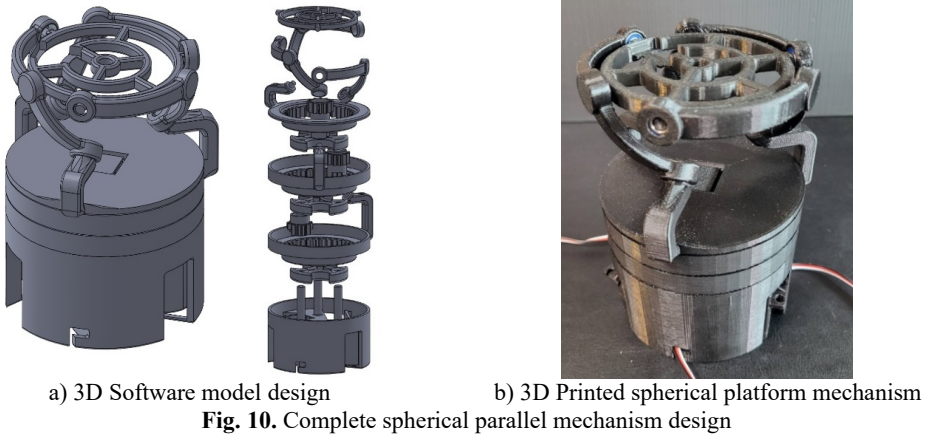 a) 3D Software model design
b) 3D Printed spherical platform mechanism
Fig. 10. Complete spherical parallel mechanism design